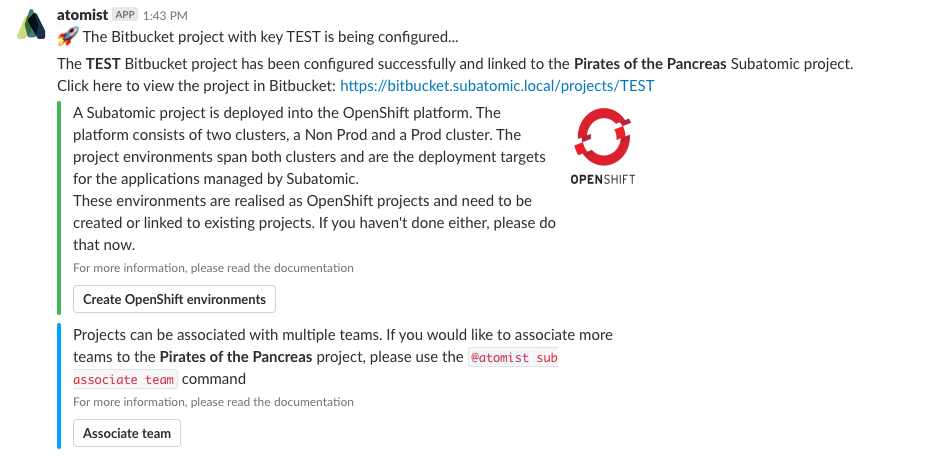 atomist APP 1:43 PM
The Bitbucket project with key TEST is being configured...
The TEST Bitbucket project has been configured successfully and linked to the Pirates of the Pancreas Subatomic project.
Click here to view the project in Bitbucket: https://bitbucket.subatomic.local/projects/TEST
A Subatomic project is deployed into the OpenShift platform. The
platform consists of two clusters, a Non Prod and a Prod cluster. The
project environments span both clusters and are the deployment targets
for the applications managed by Subatomic.
These environments are realised as OpenShift projects and need to be
created or linked to existing projects. If you haven't done either, please do
that now.
For more information, please read the documentation
OPENSHIFT
Create OpenShift environments
Projects can be associated with multiple teams. If you would like to associate more
teams to the Pirates of the Pancreas project, please use the @atomist sub
associate team command
For more information, please read the documentation
Associate team